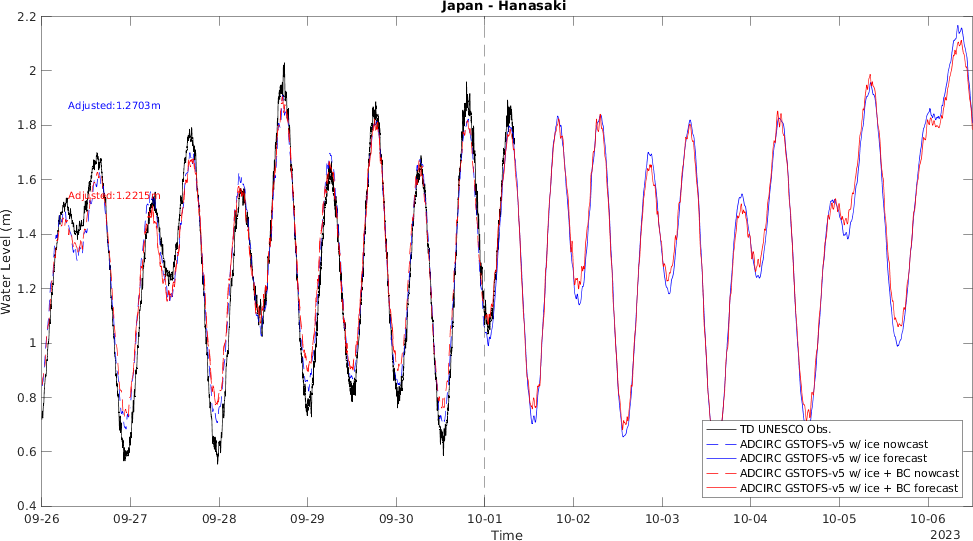 Japan - Hanasaki
2.2
2
1.8
1.6
1.4
1.2
1
0.8
0.6
0.4
Water Level (m)
Adjusted:1.2703m
Adjusted:1.2215m
TD UNESCO Obs.
ADCIRC GSTOFS-v5 w/ ice nowcast
ADCIRC GSTOFS-v5 w/ ice forecast
ADCIRC GSTOFS-v5 w/ ice + BC nowcast
ADCIRC GSTOFS-v5 w/ ice + BC forecast
09-26 09-27 09-28 09-29 09-30 10-01 10-02 10-03 10-04 10-05 10-06
Time 2023